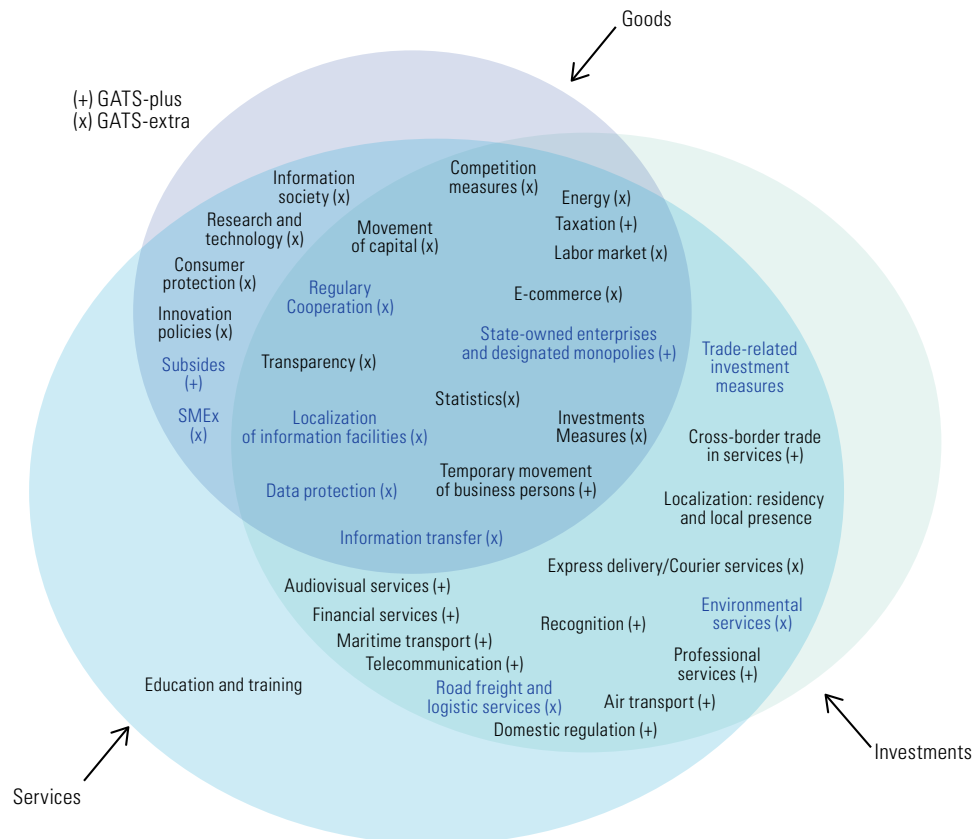 Goods
(+) GATS-plus
(x) GATS-extra
Competition
measures (x)
Information
society (x)
Energy (x)
Taxation (+)
Research and
technology (x)
Movement
of capital (x)
Labor market (x)
Consumer
protection (x)
Regulary
Cooperation (x)
E-commerce (x)
Innovation
policies (x)
State-owned enterprises
and designated monopolies (+)
Trade-related
investment
measures
Subsides
(+)
Transparency (x)
Statistics(x)
SMEx
(x)
Localization
of information facilities (x)
Investments
Measures (x)
Cross-border trade
in services (+)
Temporary movement
of business persons (+)
Data protection (x)
Localization: residency
and local presence
Information transfer (x)
Express delivery/Courier services (x)
Audiovisual services (+)
Financial services (+)
Recognition (+)
Environmental
services (x)
Maritime transport (+)
Telecommunication (+)
Professional
services (+)
Education and training
Road freight and
logistic services (x)
Air transport (+)
Domestic regulation (+)
Investments
Services